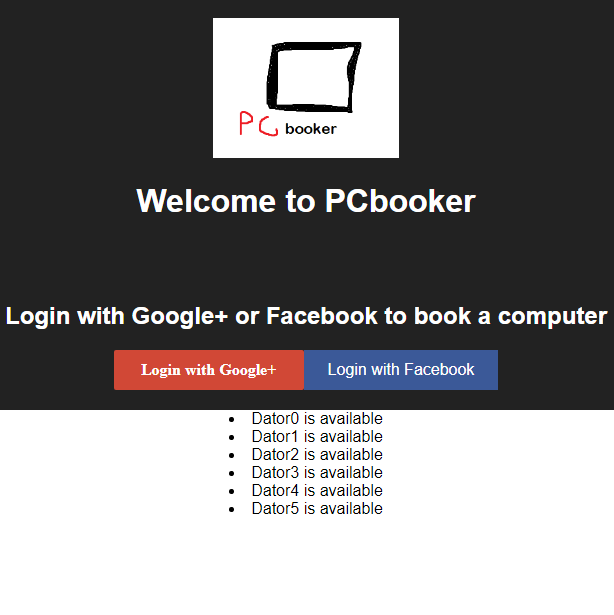 PC booker
Welcome to PCbooker
Login with Google+ or Facebook to book a computer
Login with Google+ Login with Facebook
Dator0 is available
Dator1 is available
Dator2 is available
Dator3 is available
Dator4 is available
Dator5 is available